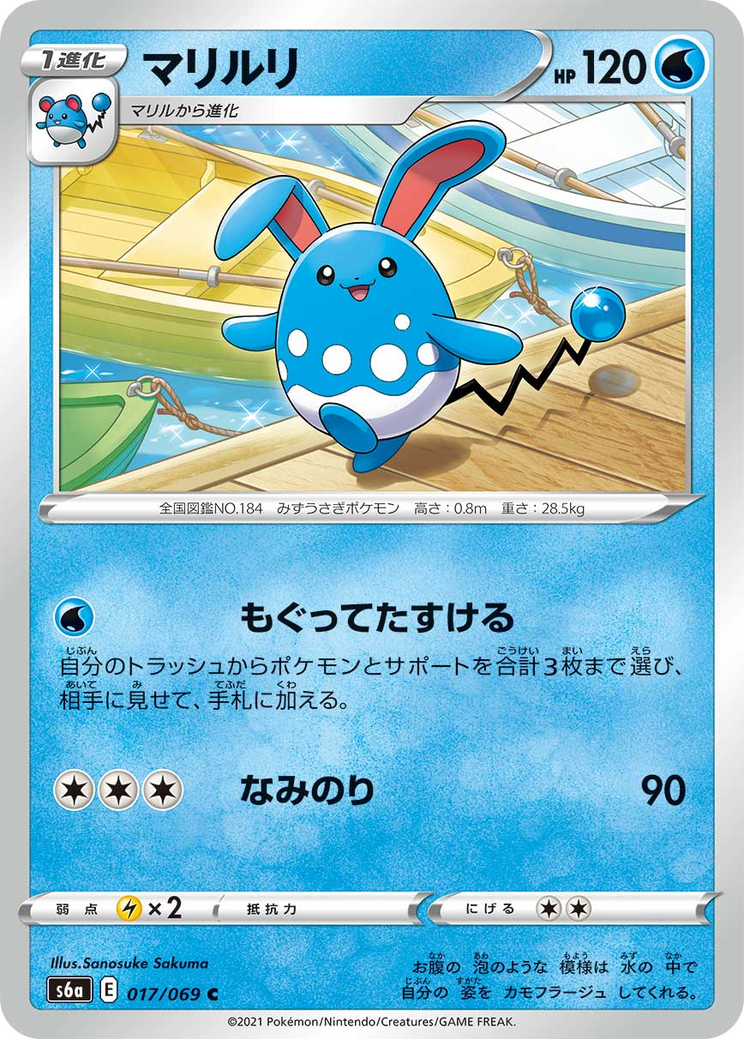 1進化
マリルリ
HP 120
マリルから進化
全国図鑑NO.184 みずうさぎポケモン 高さ:0.8m 重さ:28.5kg
もぐってたすける
自分のトラッシュからポケモンとサポートを合計3枚まで選び、
相手に見せて、手札に加える。
なみのり 90
弱点 ×2 抵抗力 にげる
Illus.Sanosuke Sakuma
お腹の 泡のような 模様は 水の 中で
自分の 姿を カモフラージュ してくれる。
s6a E 017/069 C
©2021 Pokémon/Nintendo/Creatures/GAME FREAK.